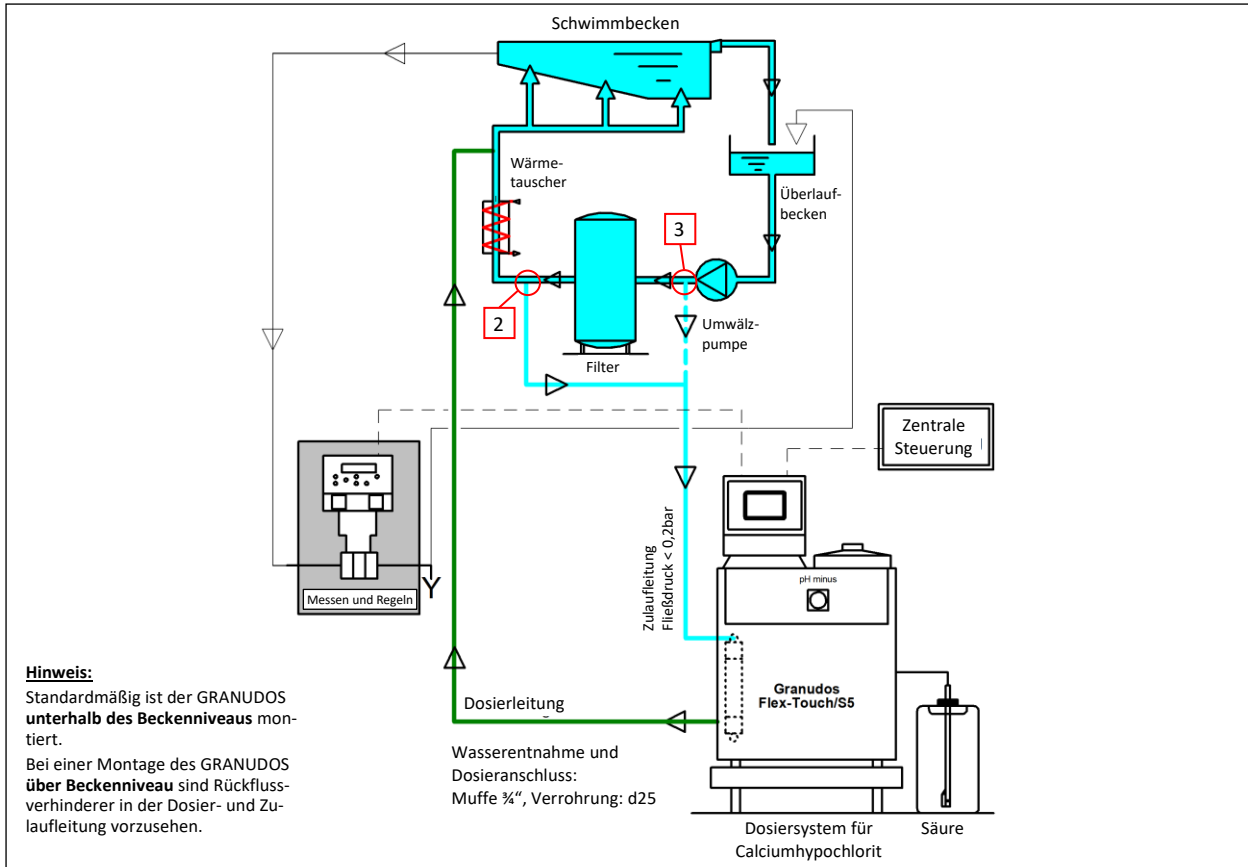 Schwimmbecken
Wärme-
tauscher
Überlauf-
becken
3
2
Umwälz-
pumpe
Filter
Zentrale
Steuerung
Zulaufleitung
Fließdruck < 0,2bar
pH minus
Messen und Regeln
Granudos
Flex-Touch/S5
Dosierleitung
Hinweis:
Standardmäßig ist der GRANUDOS
unterhalb des Beckenniveaus mon-
tiert.
Bei einer Montage des GRANUDOS
über Beckenniveau sind Rückfluss-
verhinderer in der Dosier- und Zu-
laufleitung vorzusehen.
Wasserentnahme und
Dosieranschluss:
Muffe ¾“, Verrohrung: d25
Dosiersystem für
Calciumhypochlorit
Säure